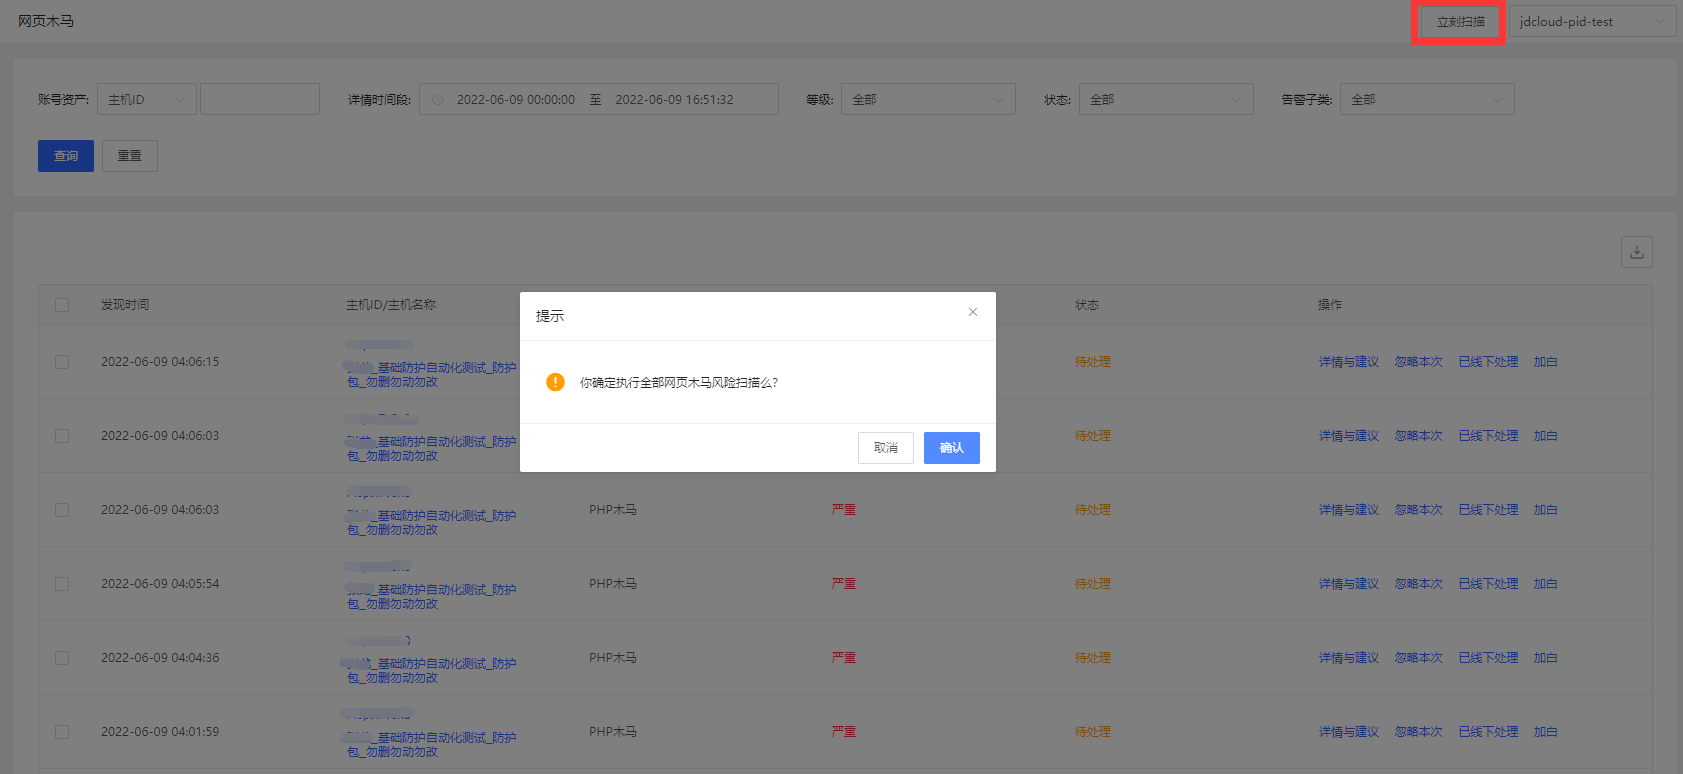 网页木马
立刻扫描
jdcloud-pid-test
账号资产: 主机ID
详情时间段: 2022-06-09 00:00:00 至 2022-06-09 16:51:32
等级: 全部
状态: 全部
告警子类: 全部
查询
重置
发现时间 主机ID/主机名称 状态 操作
提示
你确定执行全部网页木马风险扫描么?
取消
确认
2022-06-09 04:06:15
_基础防护自动化测试_防护
包_勿删勿动勿改
待处理 详情与建议 忽略本次 已线下处理 加白
2022-06-09 04:06:03
_基础防护自动化测试_防护
包_勿删勿动勿改
待处理 详情与建议 忽略本次 已线下处理 加白
2022-06-09 04:06:03
_基础防护自动化测试_防护
包_勿删勿动勿改
PHP木马 严重 待处理 详情与建议 忽略本次 已线下处理 加白
2022-06-09 04:05:54
_基础防护自动化测试_防护
包_勿删勿动勿改
PHP木马 严重 待处理 详情与建议 忽略本次 已线下处理 加白
2022-06-09 04:04:36
_基础防护自动化测试_防护
包_勿删勿动勿改
PHP木马 严重 待处理 详情与建议 忽略本次 已线下处理 加白
2022-06-09 04:01:59
_基础防护自动化测试_防护
包_勿删勿动勿改
PHP木马 严重 待处理 详情与建议 忽略本次 已线下处理 加白